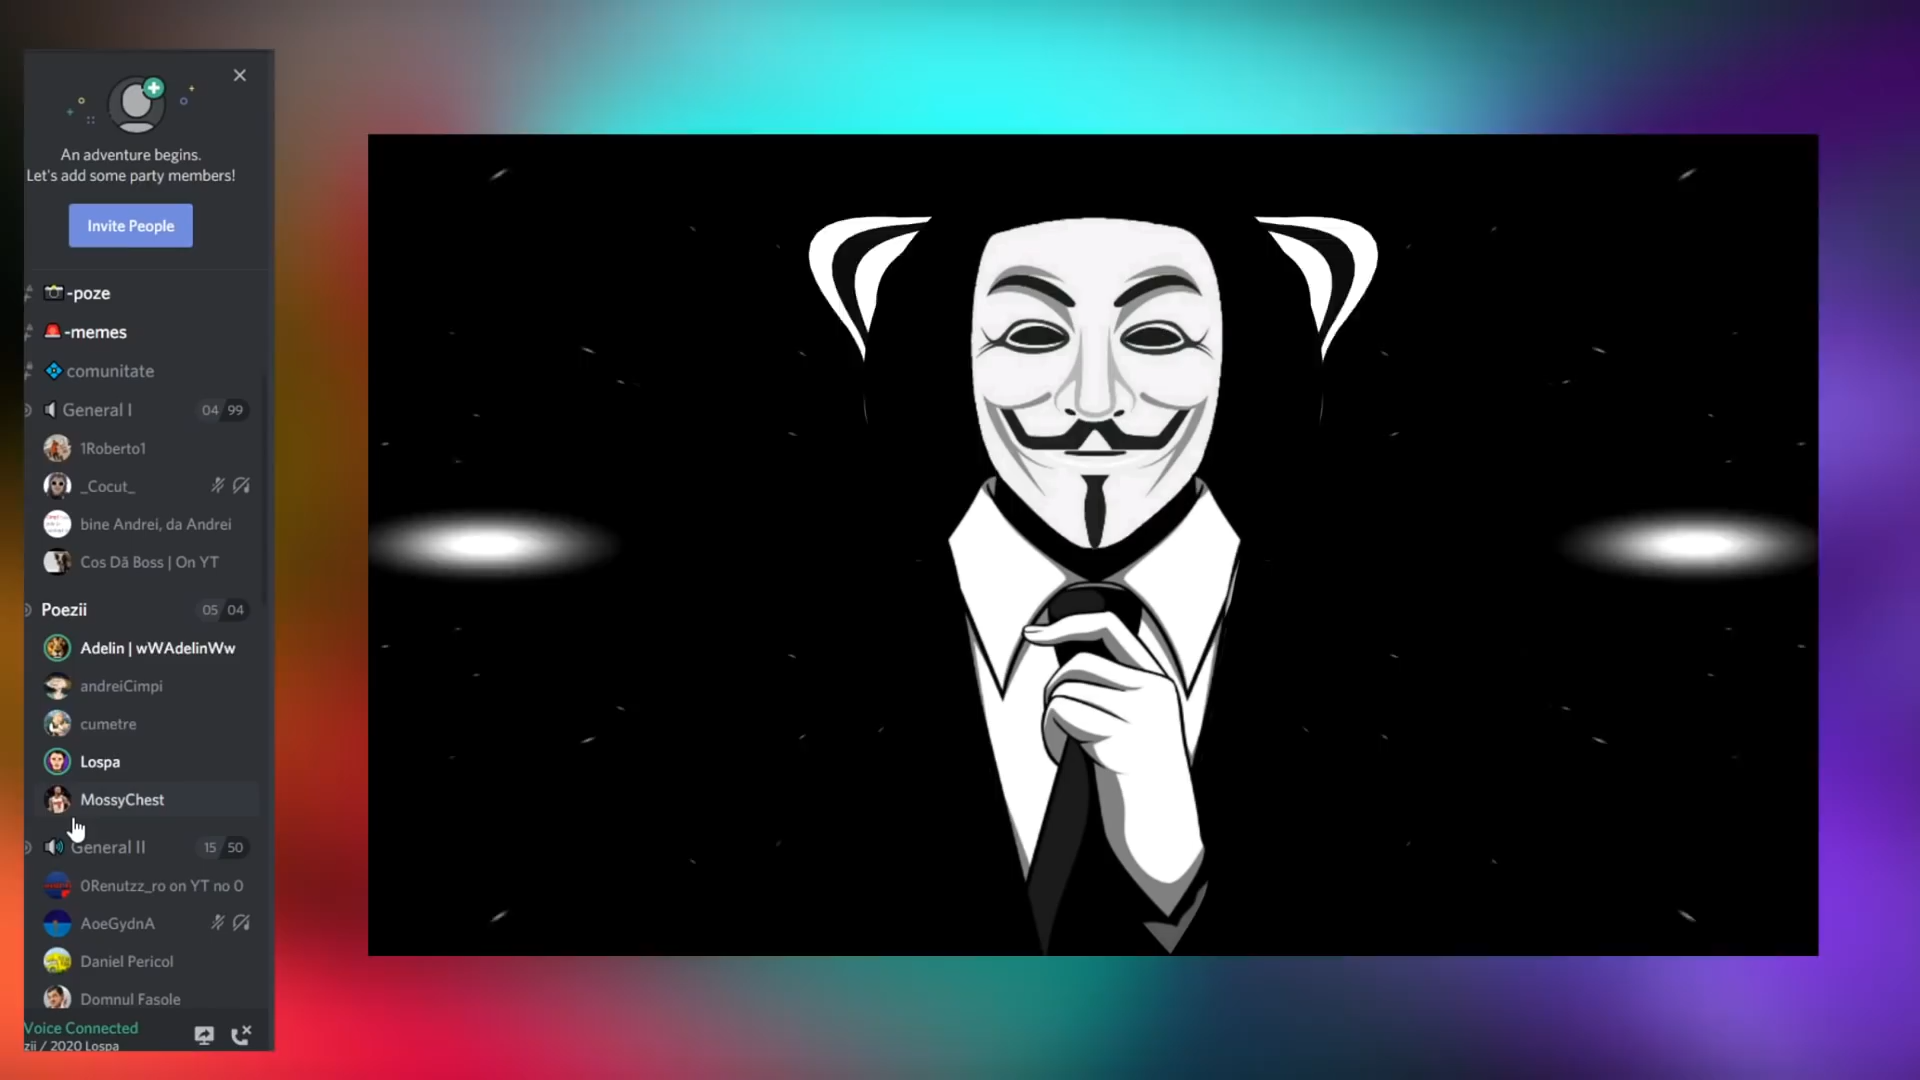 An adventure begins.
Let's add some party members!
Invite People
-poze
-memes
comunitate
General I 04 99
1Roberto1
_Cocut_
bine Andrei, da Andrei
Cos Dă Boss | On YT
Poezii 05 04
Adelin | wWAdelinWw
andreiCimpi
cumetre
Lospa
MossyChest
General II 15 50
0Renutzz_ro on YT no 0
AoeGydnA
Daniel Pericol
Domnul Fasole
Voice Connected
zii / 2020 Lospa